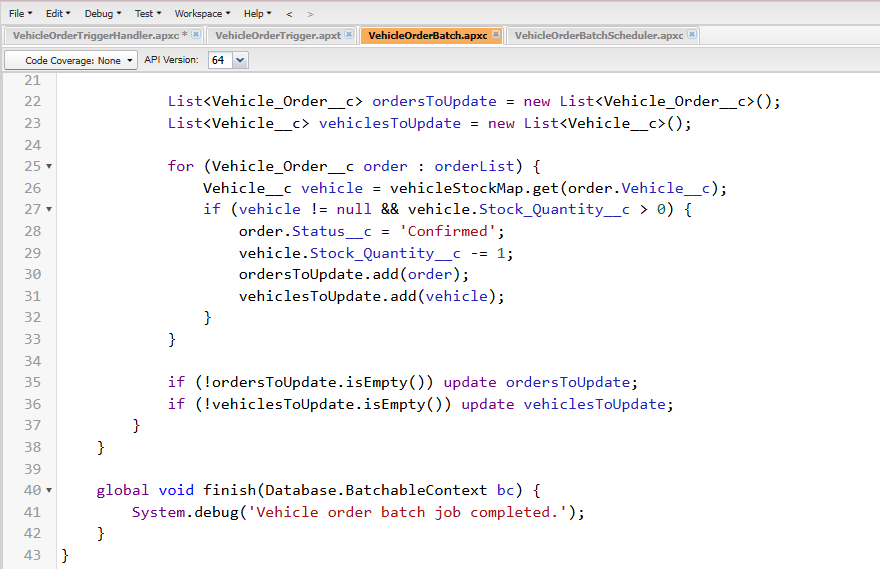 File Edit Debug Test Workspace Help < >
VehicleOrderTriggerHandler.apxc * VehicleOrderTrigger.apxt VehicleOrderBatch.apxc VehicleOrderBatchScheduler.apxc
Code Coverage: None API Version: 64
21
22 List<Vehicle_Order__c> ordersToUpdate = new List<Vehicle_Order__c>();
23 List<Vehicle__c> vehiclesToUpdate = new List<Vehicle__c>();
24
25 for (Vehicle_Order__c order : orderList) {
26 Vehicle__c vehicle = vehicleStockMap.get(order.Vehicle__c);
27 if (vehicle != null && vehicle.Stock_Quantity__c > 0) {
28 order.Status__c = 'Confirmed';
29 vehicle.Stock_Quantity__c -= 1;
30 ordersToUpdate.add(order);
31 vehiclesToUpdate.add(vehicle);
32 }
33 }
34
35 if (!ordersToUpdate.isEmpty()) update ordersToUpdate;
36 if (!vehiclesToUpdate.isEmpty()) update vehiclesToUpdate;
37 }
38 }
39
40 global void finish(Database.BatchableContext bc) {
41 System.debug('Vehicle order batch job completed.');
42 }
43 }